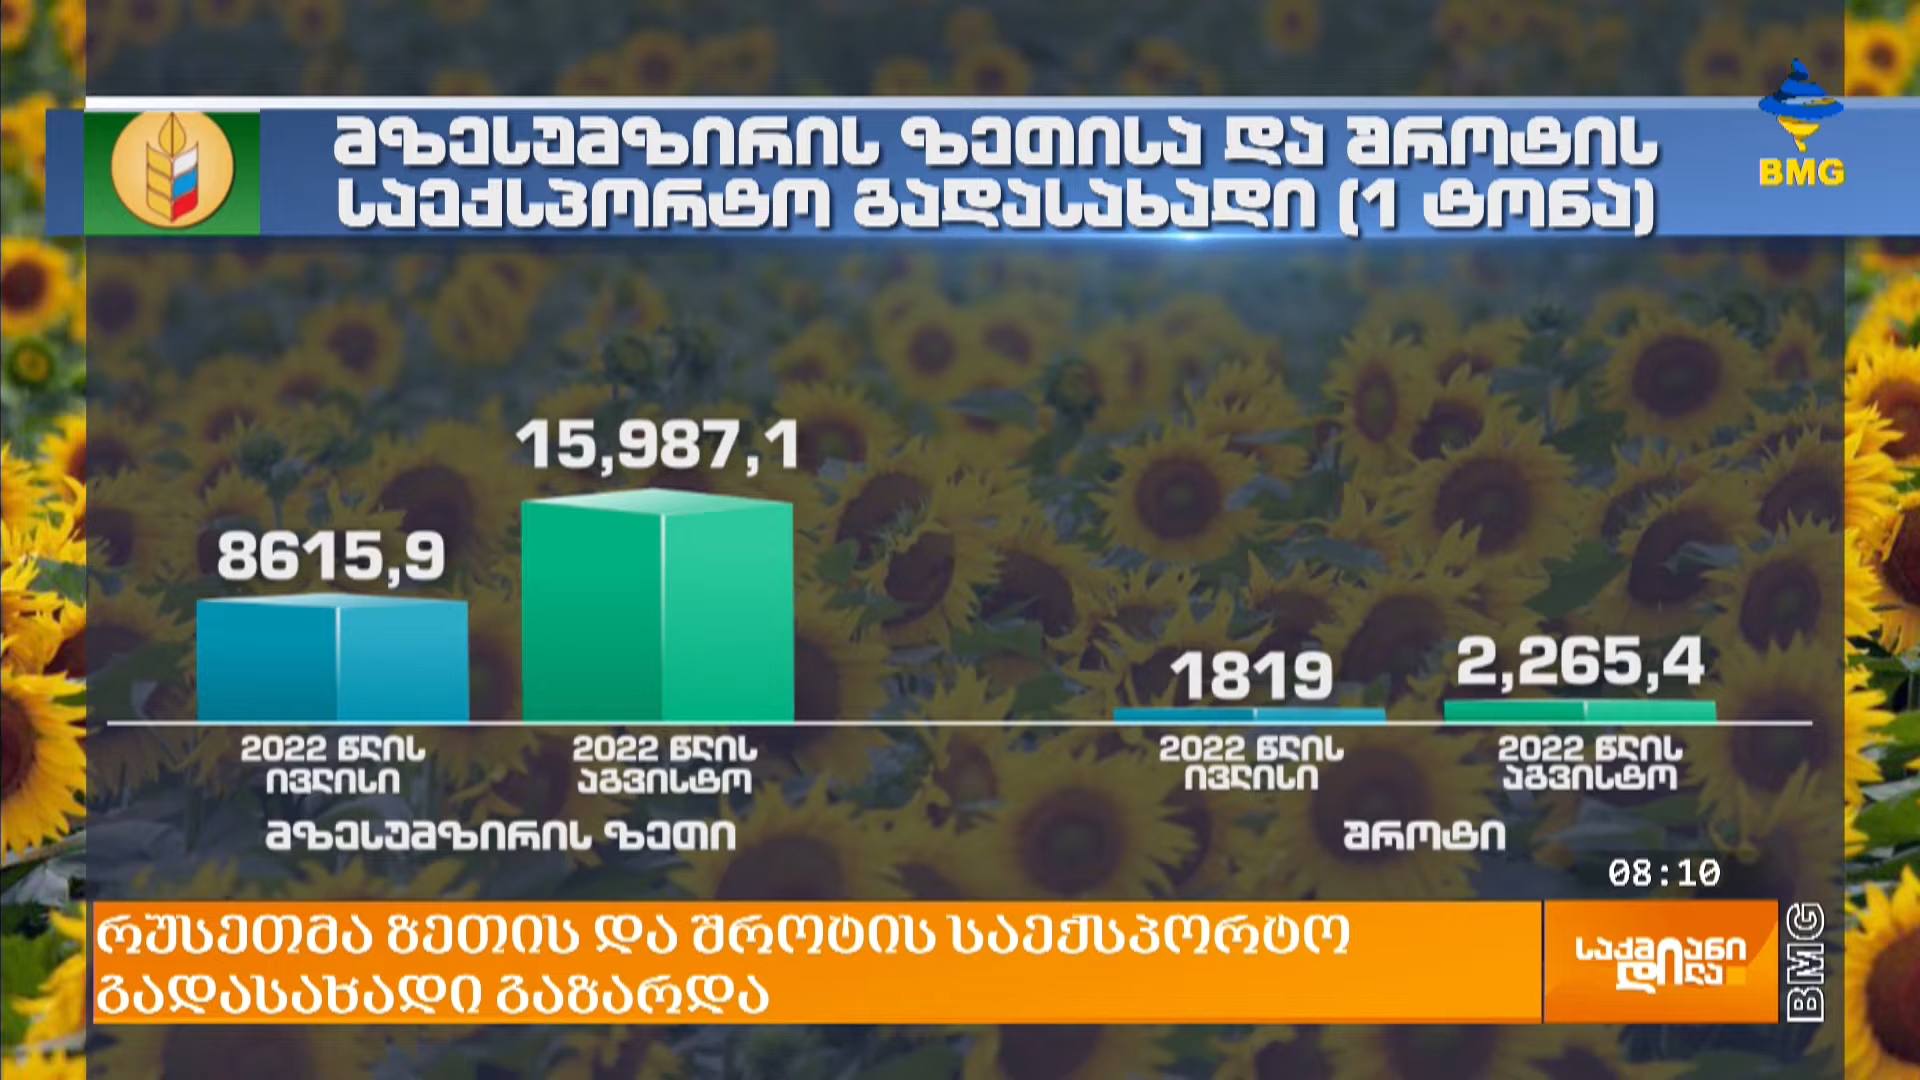 მზესუმზირის ზეთისა და შროტის
საექსპორტო გადასახადი (1 ტონა)
BMG
8615,9
15,987,1
1819
2,265,4
2022 წლის
ივლისი
2022 წლის
აგვისტო
2022 წლის
ივლისი
2022 წლის
აგვისტო
მზესუმზირის ზეთი
შროტი
08:10
რუსეთმა ზეთის და შროტის საექსპორტო
გადასახადი გაზარდა
საქმიანი
დილა
BMG